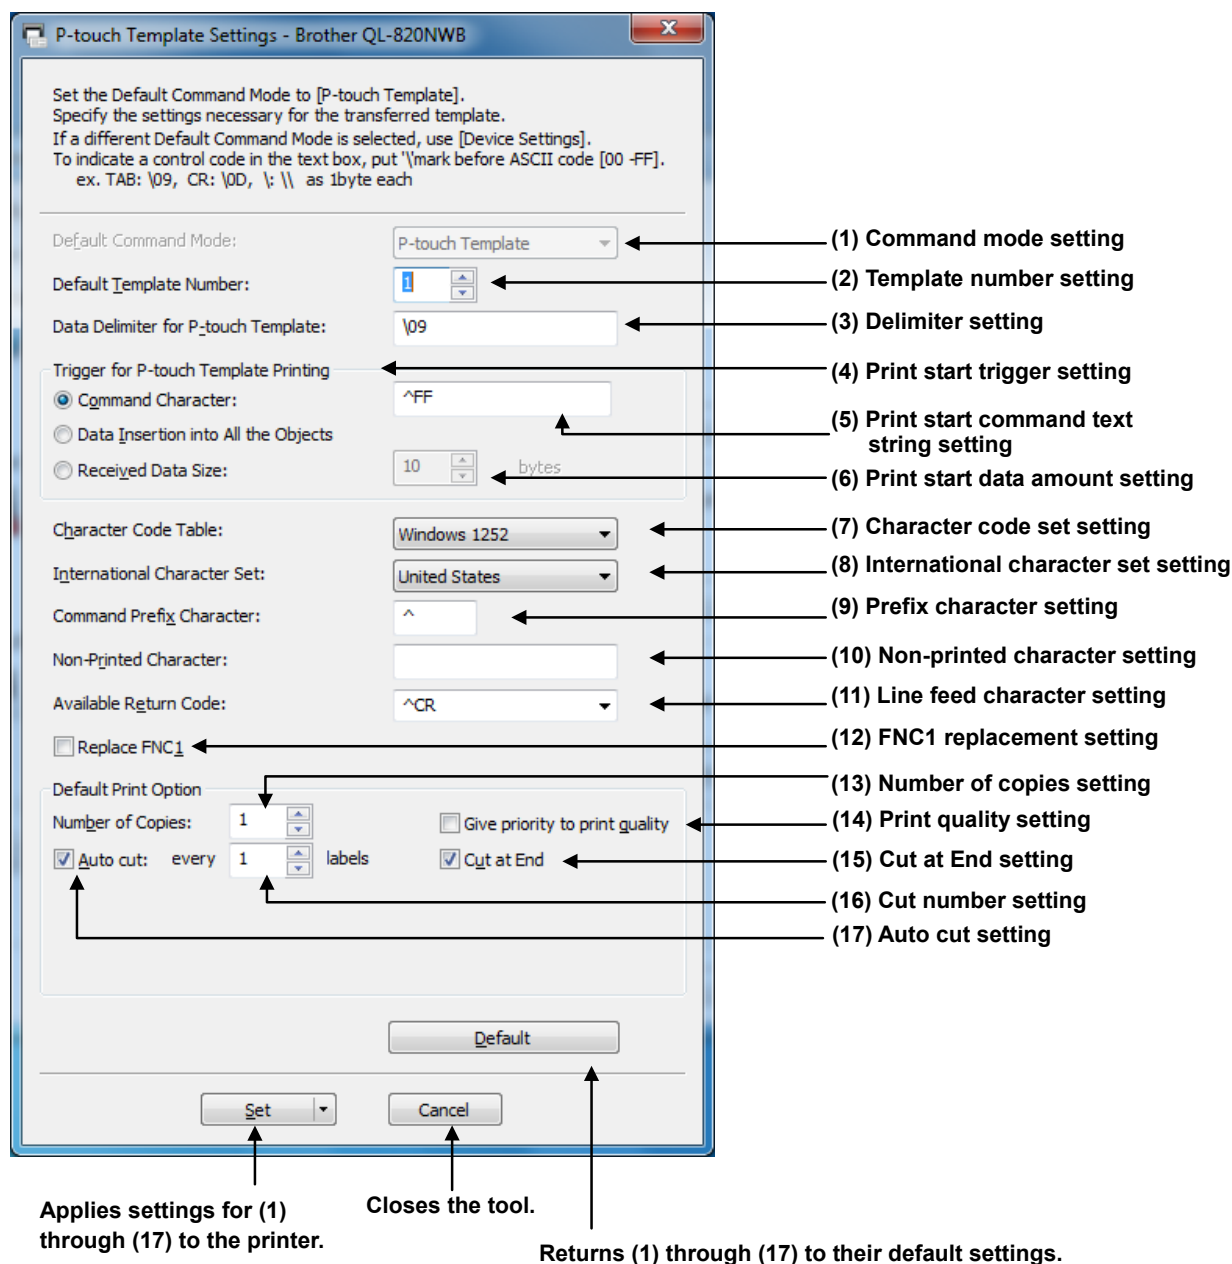 P-touch Template Settings - Brother QL-820NWB
x
Set the Default Command Mode to [P-touch Template].
Specify the settings necessary for the transferred template.
If a different Default Command Mode is selected, use [Device Settings].
To indicate a control code in the text box, put '\'mark before ASCII code [00 -FF].
ex. TAB: \09, CR: \0D, \: \\ as 1byte each
Default Command Mode: P-touch Template (1) Command mode setting
Default Template Number: 1 (2) Template number setting
Data Delimiter for P-touch Template: \09 (3) Delimiter setting
Trigger for P-touch Template Printing (4) Print start trigger setting
Command Character: ^FF
(5) Print start command text
string setting
Data Insertion into All the Objects
Received Data Size: 10 bytes (6) Print start data amount setting
Character Code Table: Windows 1252 (7) Character code set setting
International Character Set: United States (8) International character set setting
Command Prefix Character: ^ (9) Prefix character setting
Non-Printed Character: (10) Non-printed character setting
Available Return Code: ^CR (11) Line feed character setting
Replace FNC1 (12) FNC1 replacement setting
Default Print Option (13) Number of copies setting
Number of Copies: 1 Give priority to print quality (14) Print quality setting
Auto cut: every 1 labels Cut at End (15) Cut at End setting
(16) Cut number setting
(17) Auto cut setting
Default
Set Cancel
Applies settings for (1)
through (17) to the printer.
Closes the tool.
Returns (1) through (17) to their default settings.